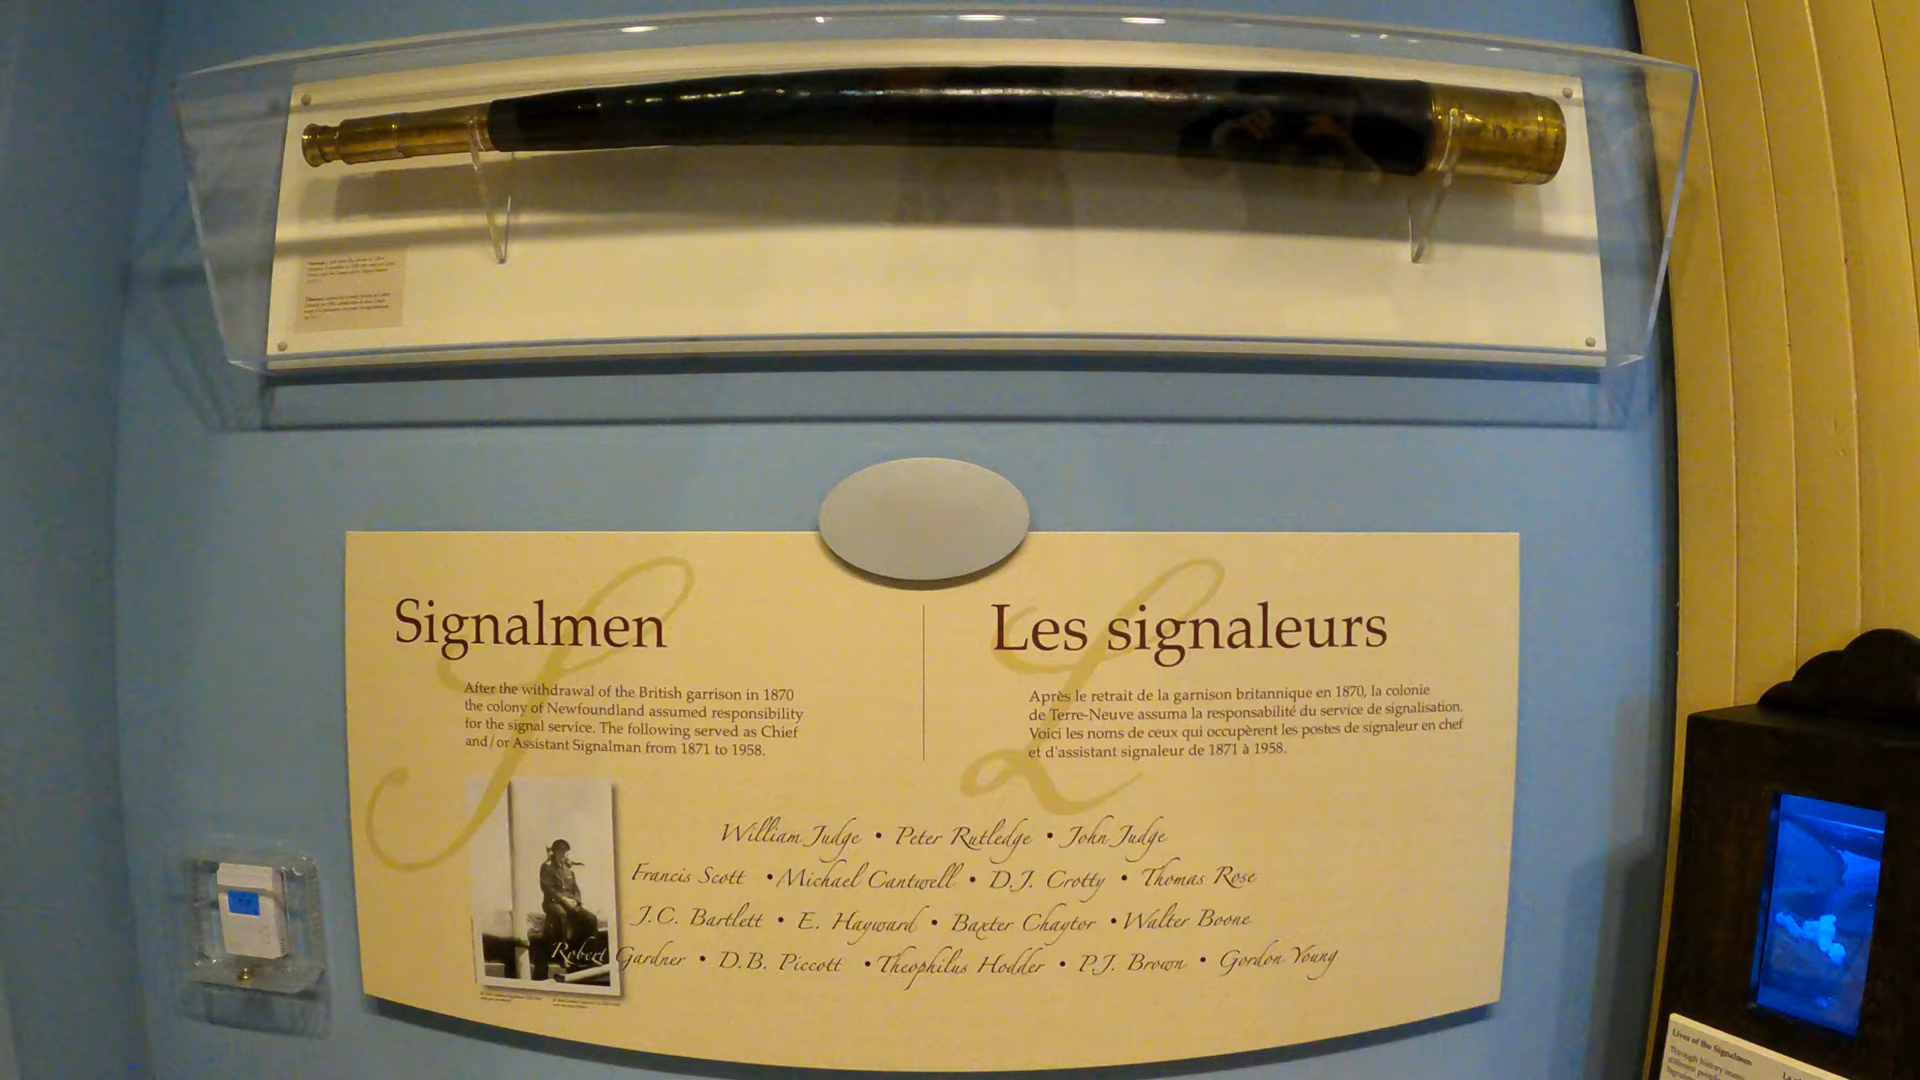 Signalmen
After the withdrawal of the British garrison in 1870
the colony of Newfoundland assumed responsibility
for the signal service. The following served as Chief
and/or Assistant Signalman from 1871 to 1958.
Les signaleurs
Après le retrait de la garnison britannique en 1870, la colonie
de Terre-Neuve assuma la responsabilité du service de signalisation.
Voici les noms de ceux qui occupèrent les postes de signaleur en chef
et d'assistant signaleur de 1871 à 1958.
William Judge • Peter Rutledge • John Judge
Francis Scott • Michael Cantwell • D.J. Crotty • Thomas Rose
J.C. Bartlett • E. Hayward • Baxter Chaytor • Walter Boone
Robert Gardner • D.B. Piccott • Theophilus Hodder • P.J. Brown • Gordon Young
Lives of the Signalmen
Through history many
different people